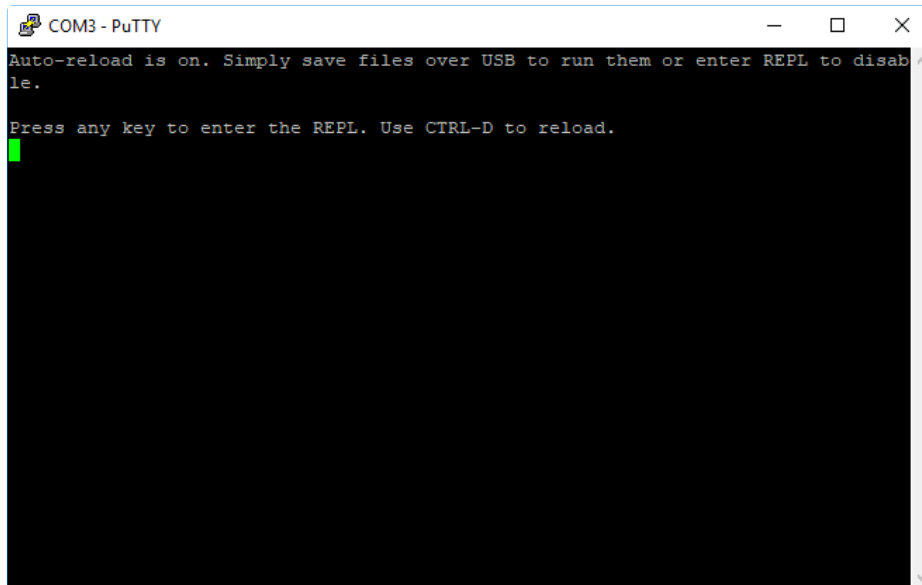 COM3 - PuTTY
Auto-reload is on. Simply save files over USB to run them or enter REPL to disab
le.
Press any key to enter the REPL. Use CTRL-D to reload.